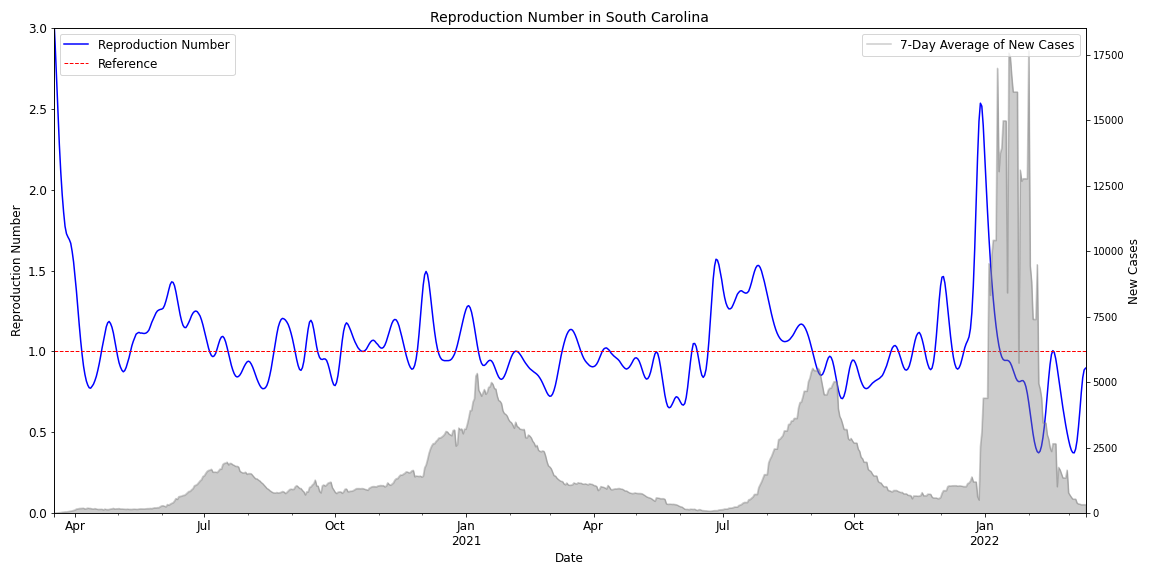 Reproduction Number in South Carolina
Reproduction Number
Reference
7-Day Average of New Cases
3.0
2.5
2.0
1.5
1.0
0.5
0.0
Reproduction Number
17500
15000
12500
10000
7500
5000
2500
0
New Cases
Apr
Jul
Oct
Jan
2021
Apr
Jul
Oct
Jan
2022
Date